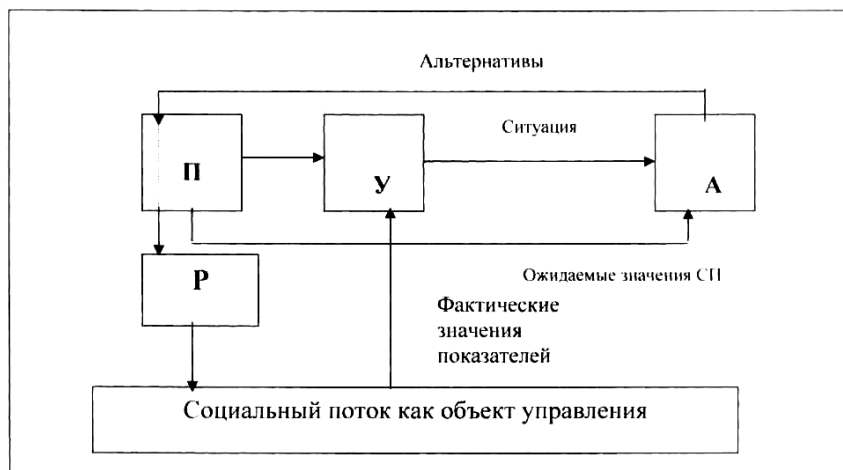 Альтернативы
Ситуация
П
У
А
Р
Ожидаемые значения СП
Фактические
значения
показателей
Социальный поток как объект управления